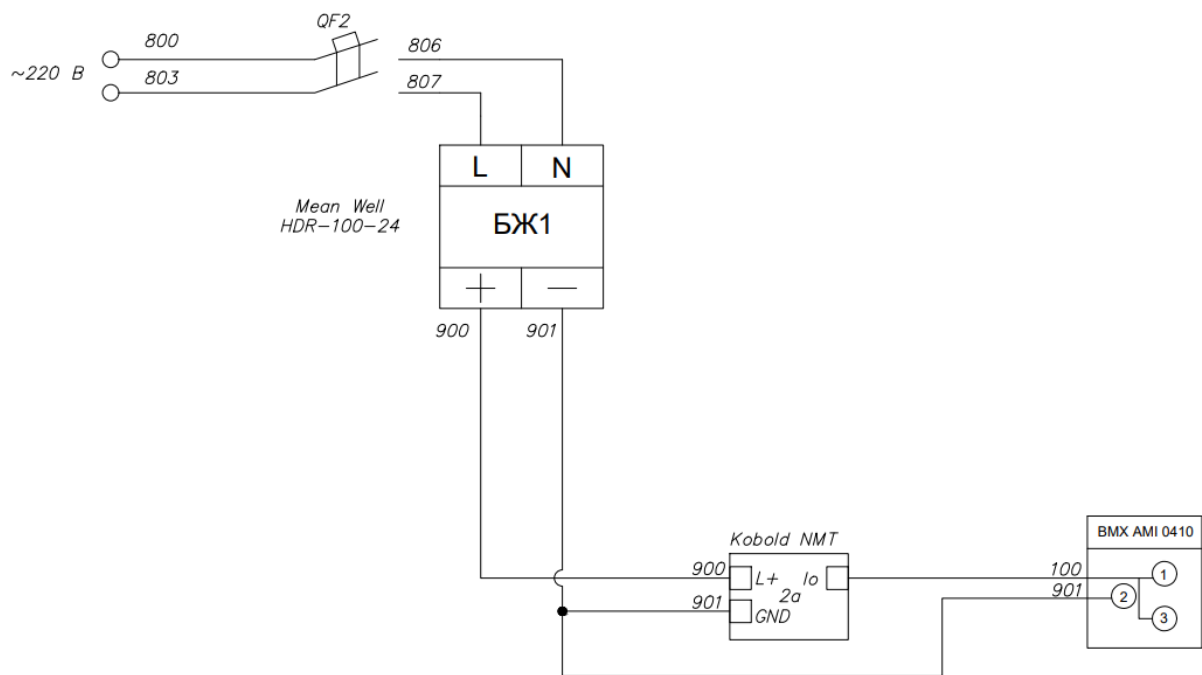 QF2
800
806
~220 В
803
807
L N
Mean Well
HDR-100-24
БЖ1
+ —
900 901
Kobold NMT
BMX AMI 0410
900
L+ Io
100
1
2a
901
2
901
GND
3